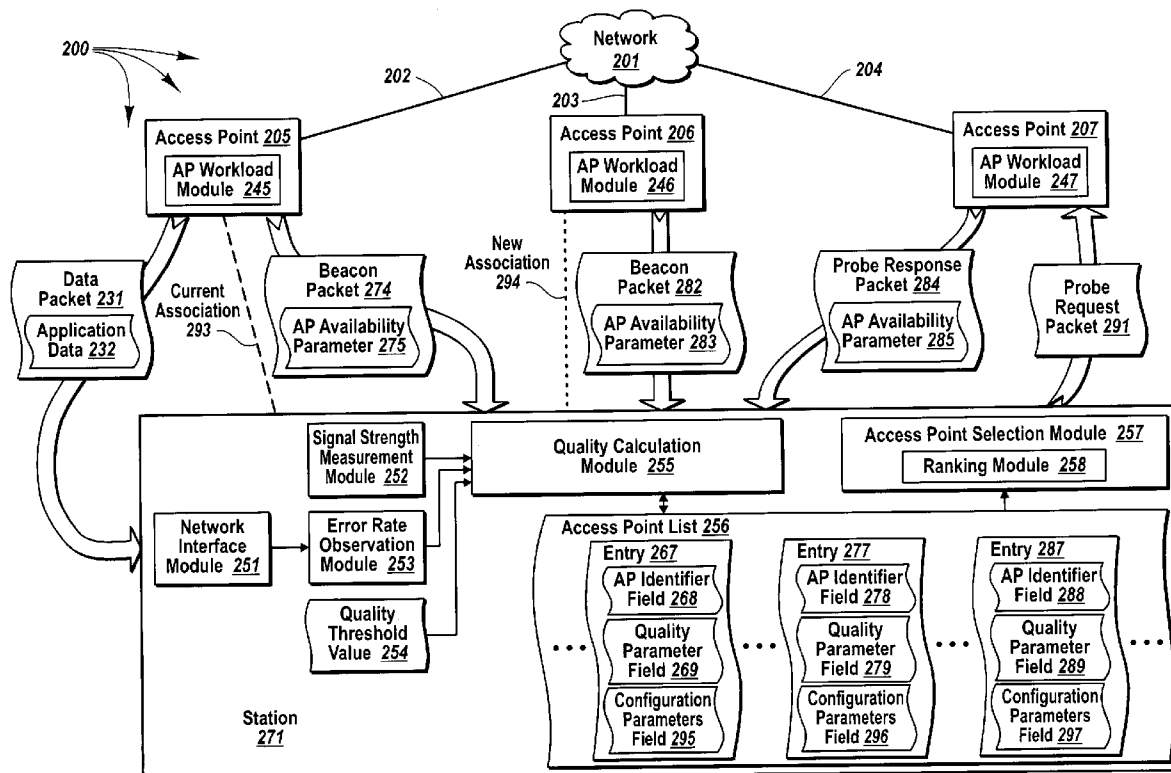 200
Network
201
202
203
204
Access Point 205
AP Workload
Module 245
Access Point 206
AP Workload
Module 246
Access Point 207
AP Workload
Module 247
Data
Packet 231
Application
Data 232
Current
Association
293
Beacon
Packet 274
AP Availability
Parameter 275
New
Association
294
Beacon
Packet 282
AP Availability
Parameter 283
Probe Response
Packet 284
AP Availability
Parameter 285
Probe
Request
Packet 291
Signal Strength
Measurement
Module 252
Quality Calculation
Module 255
Access Point Selection Module 257
Ranking Module 258
Network
Interface
Module 251
Error Rate
Observation
Module 253
Quality
Threshold
Value 254
Access Point List 256
Entry 267
AP Identifier
Field 268
Quality
Parameter
Field 269
Configuration
Parameters
Field 295
Entry 277
AP Identifier
Field 278
Quality
Parameter
Field 279
Configuration
Parameters
Field 296
Entry 287
AP Identifier
Field 288
Quality
Parameter
Field 289
Configuration
Parameters
Field 297
Station
271